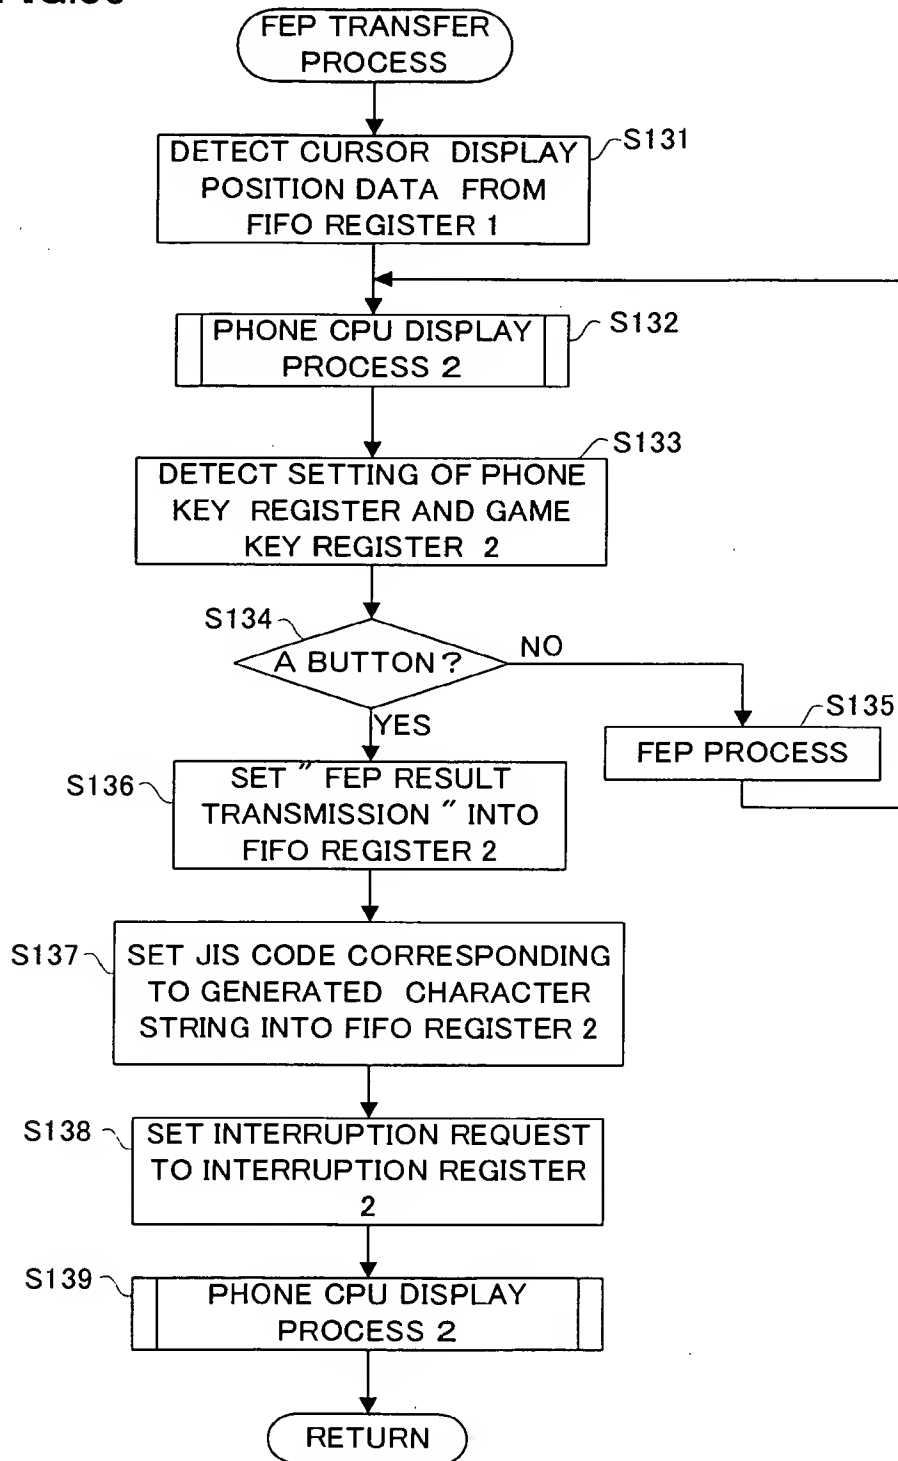 FEP TRANSFER
PROCESS
S131
DETECT CURSOR DISPLAY
POSITION DATA FROM
FIFO REGISTER 1
S132
PHONE CPU DISPLAY
PROCESS 2
S133
DETECT SETTING OF PHONE
KEY REGISTER AND GAME
KEY REGISTER 2
S134
A BUTTON?
NO
YES
S135
FEP PROCESS
S136
SET " FEP RESULT
TRANSMISSION " INTO
FIFO REGISTER 2
S137
SET JIS CODE CORRESPONDING
TO GENERATED CHARACTER
STRING INTO FIFO REGISTER 2
S138
SET INTERRUPTION REQUEST
TO INTERRUPTION REGISTER
2
S139
PHONE CPU DISPLAY
PROCESS 2
RETURN